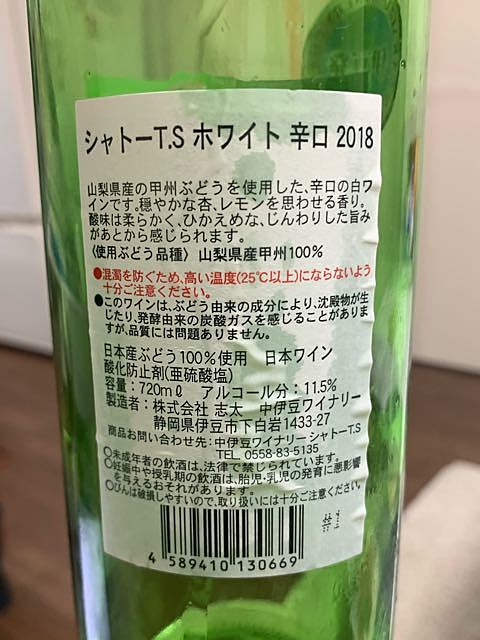 シャトーT.S ホワイト 辛口 2018
山梨県産の甲州ぶどうを使用した、辛口の白ワ
インです。穏やかな杏、レモンを思わせる香り。
酸味は柔らかく、ひかえめな、じんわりした旨み
があとから感じられます。
〈使用ぶどう品種〉 山梨県産甲州100%
●混濁を防ぐため、高い温度(25℃以上)にならないよう
十分ご注意ください。
●このワインは、ぶどう由来の成分により、沈殿物が生
じたり、発酵由来の炭酸ガスを感じることがありま
すが、品質には問題ありません。
日本産ぶどう100%使用 日本ワイン
酸化防止剤(亜硫酸塩)
容量：720mℓ アルコール分：11.5%
製造者：株式会社 志太 中伊豆ワイナリー
静岡県伊豆市下白岩1433-27
商品お問い合わせ先：中伊豆ワイナリー シャトーT.S
TEL. 0558-83-5135
○未成年者の飲酒は、法律で禁じられています。
○妊娠中や授乳期の飲酒は、胎児・乳児の発育に悪影響
を与えるおそれがあります。
○びんは破損しやすいので、取り扱いには十分ご注意ください。
4 589410 130669